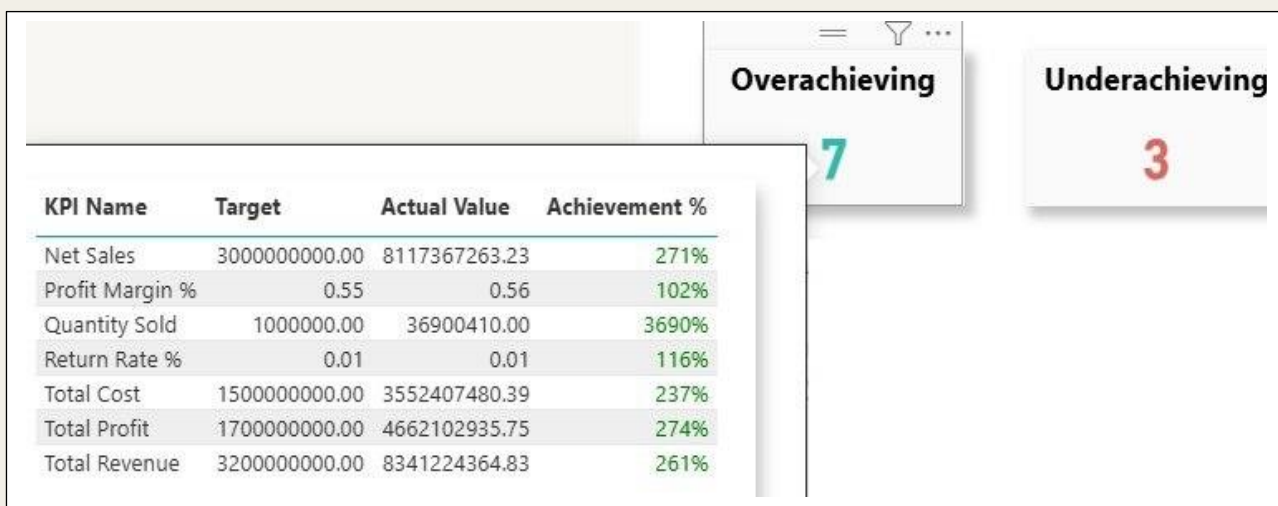 Overachieving Underachieving
7 3
KPI Name Target Actual Value Achievement %
Net Sales 3000000000.00 8117367263.23 271%
Profit Margin % 0.55 0.56 102%
Quantity Sold 1000000.00 36900410.00 3690%
Return Rate % 0.01 0.01 116%
Total Cost 1500000000.00 3552407480.39 237%
Total Profit 1700000000.00 4662102935.75 274%
Total Revenue 3200000000.00 8341224364.83 261%